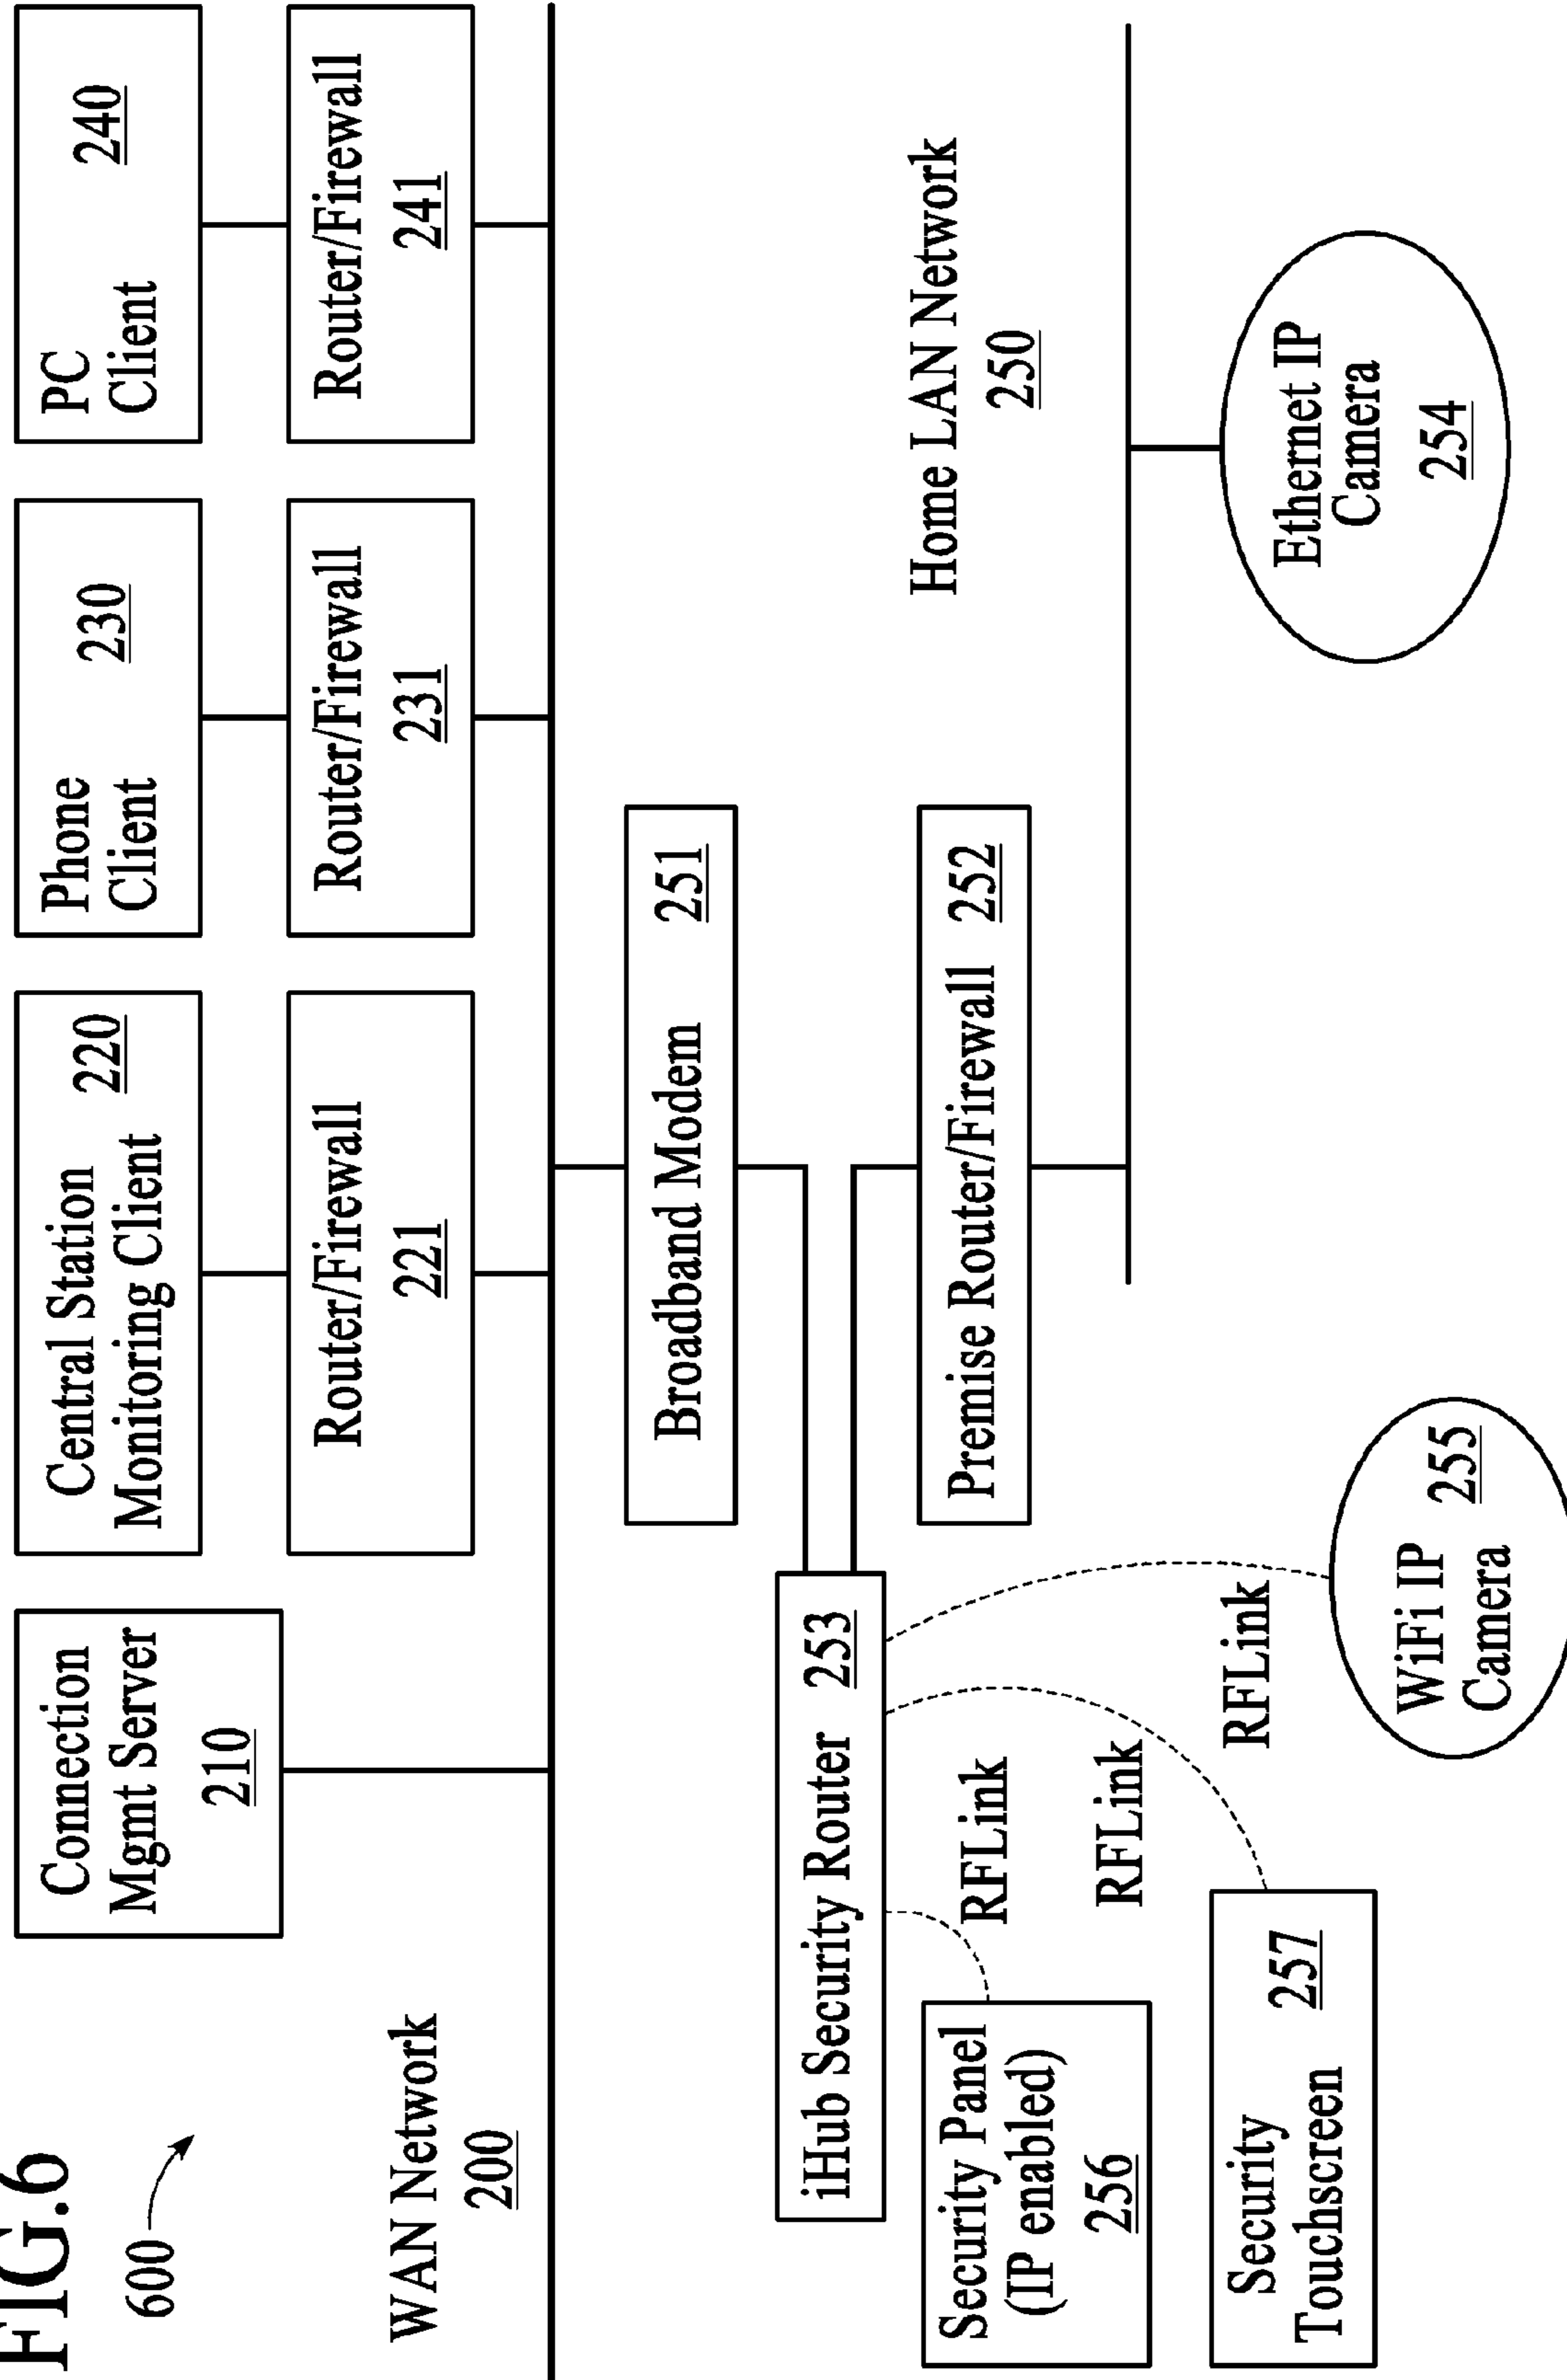 FIG.6
600
WAN Network
200
Connection
Mgmt Server
210
Central Station
Monitoring Client
220
Phone
Client
230
PC
Client
240
Router/Firewall
221
Router/Firewall
231
Router/Firewall
241
Broadband Modem 251
iHub Security Router 253
Premise Router/Firewall 252
Home LAN Network
250
Security Panel
(IP enabled)
256
RFLink
RFLink
RFLink
Security
Touchscreen
257
WiFi IP
Camera
255
Ethernet IP
Camera
254